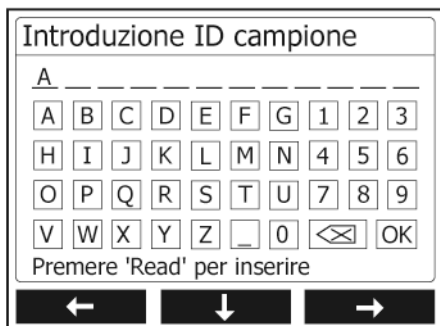 Introduzione ID campione
A _ _ _ _ _ _ _ _ _ _ _
A B C D E F G 1 2 3
H I J K L M N 4 5 6
O P Q R S T U 7 8 9
V W X Y Z _ 0 ⌫ OK
Premere 'Read' per inserire
← ↓ →